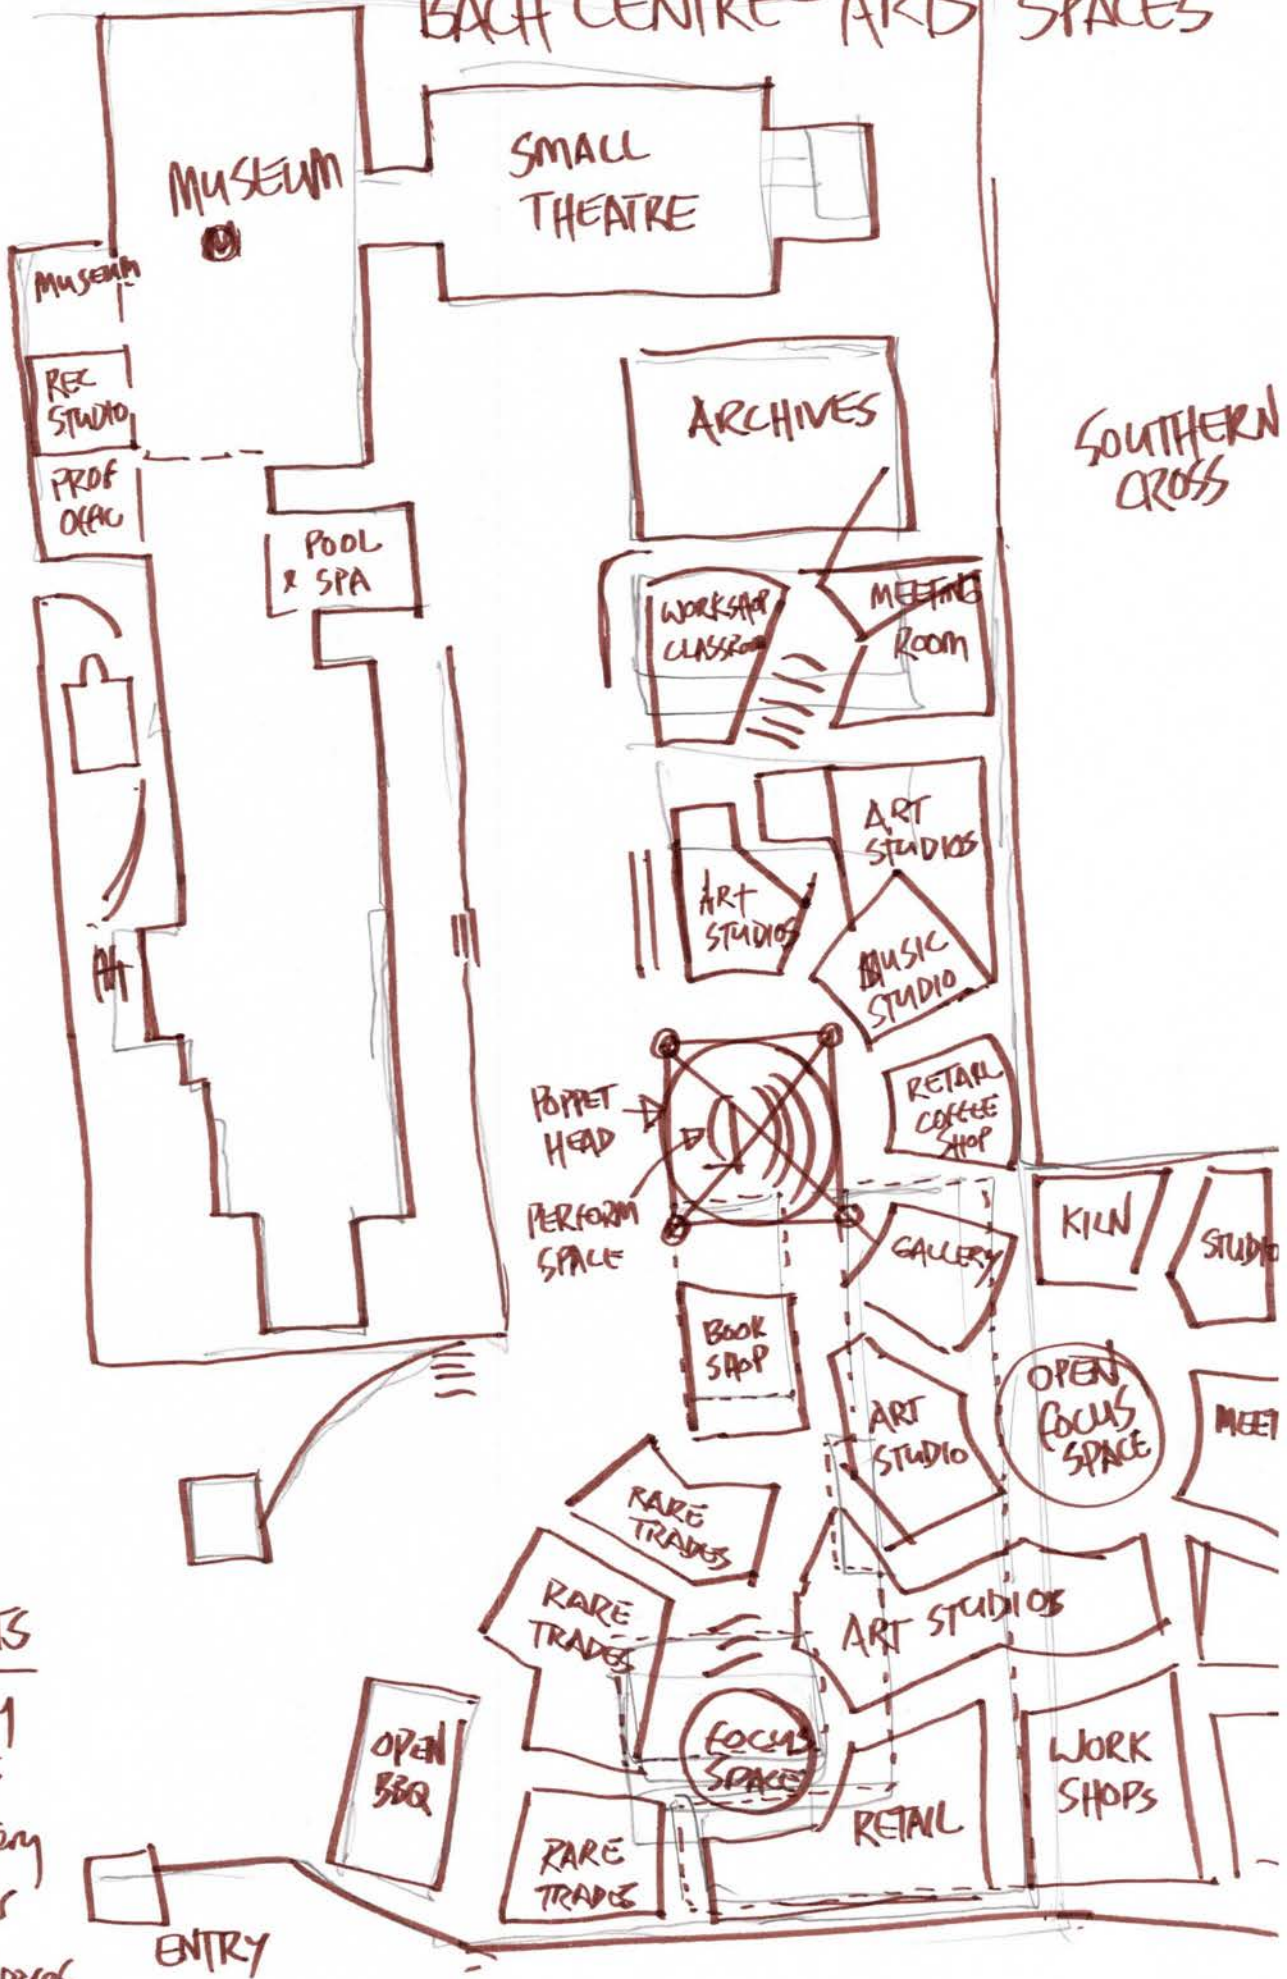 BACH CENTRE ARTS SPACES
MUSEUM
SMALL
THEATRE
MUSEUM
REC
STUDIO
PROF
OFFIC
POOL
& SPA
ARCHIVES
SOUTHERN
CROSS
WORKSHOP
CLASSROOM
MEETING
ROOM
ART
STUDIOS
ART
STUDIOS
MUSIC
STUDIO
POPPET
HEAD
PERFORM
SPACE
RETAIL
COFFEE
SHOP
GALLERY
KILN
STUDI
BOOK
SHOP
ART
STUDIO
OPEN
FOCUS
SPACE
MEET
RARE
TRADES
RARE
TRADES
ART STUDIOS
OPEN
BBQ
FOCUS
SPACE
WORK
SHOPS
RETAIL
RARE
TRADES
ENTRY